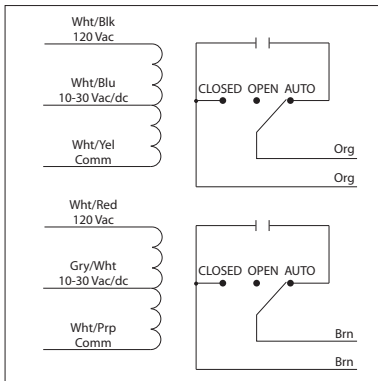 Wht/Blk
120 Vac
Wht/Blu
10-30 Vac/dc
Wht/Yel
Comm
CLOSED OPEN AUTO
Org
Org
Wht/Red
120 Vac
Gry/Wht
10-30 Vac/dc
Wht/Prp
Comm
CLOSED OPEN AUTO
Brn
Brn